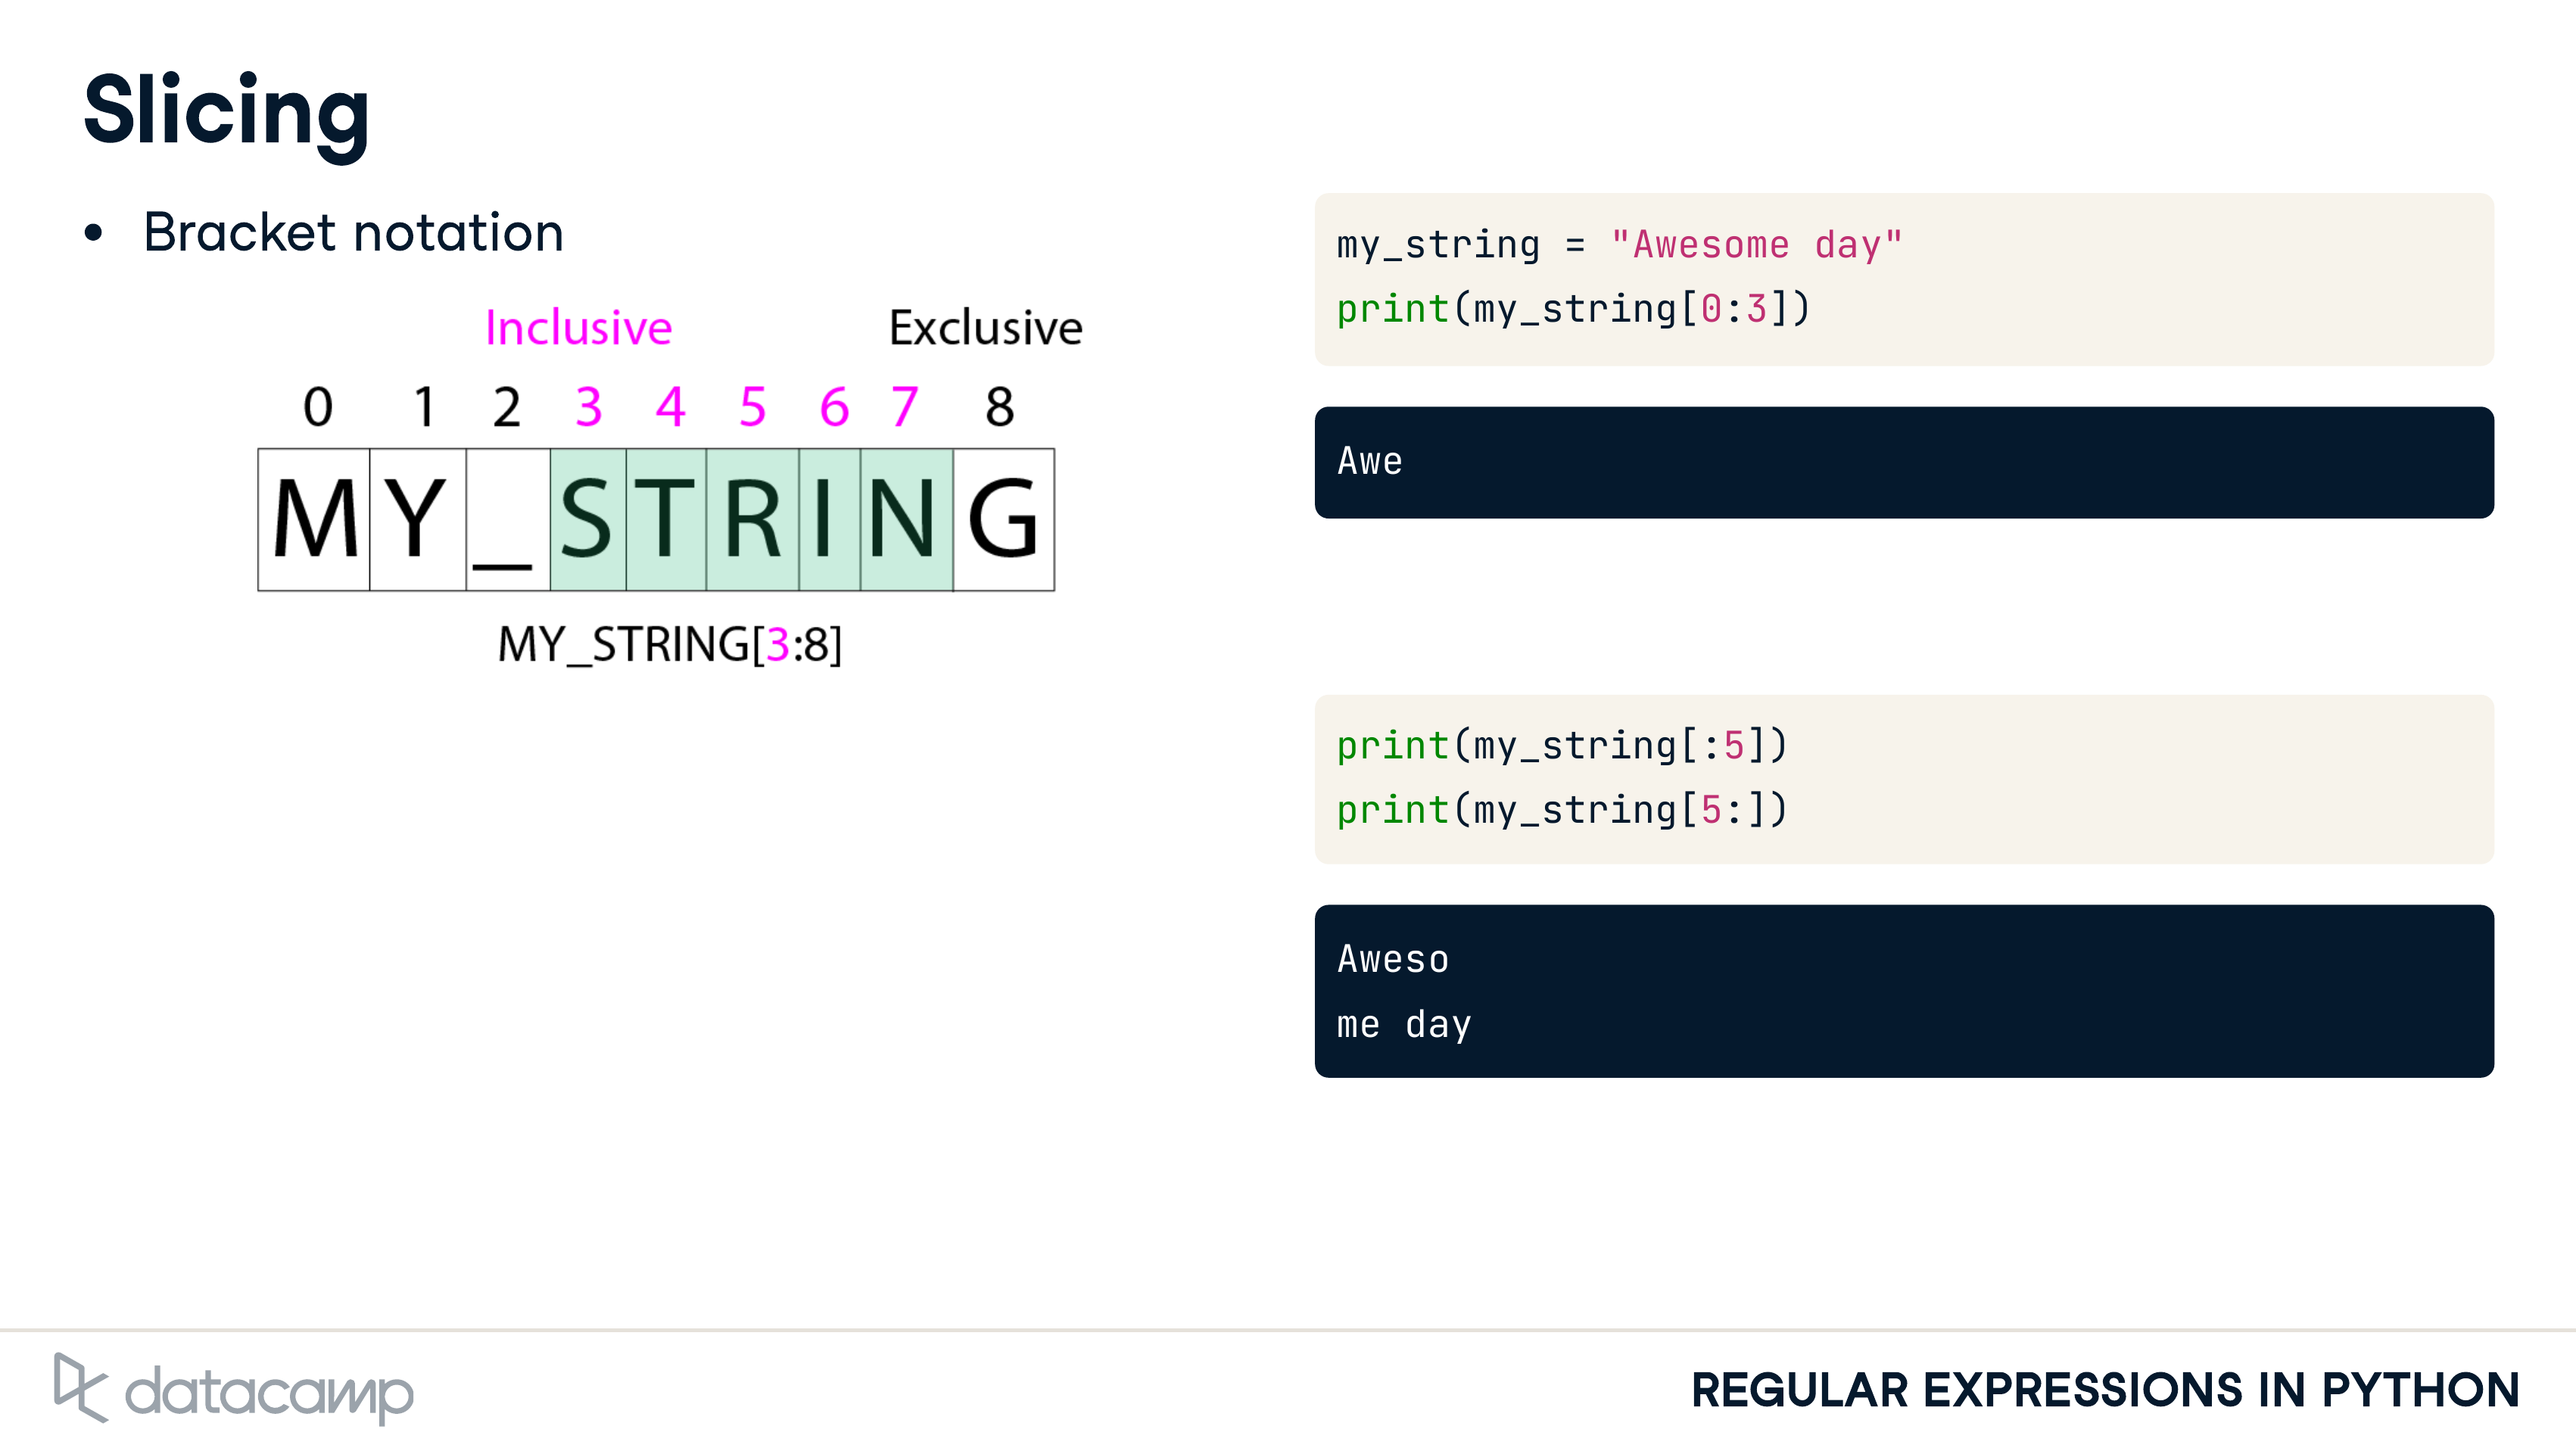 Slicing
• Bracket notation
Inclusive Exclusive
0 1 2 3 4 5 6 7 8
M Y _ S T R I N G
MY_STRING[3:8]
my_string = "Awesome day"
print(my_string[0:3])
Awe
print(my_string[:5])
print(my_string[5:])
Aweso
me day
datacamp
REGULAR EXPRESSIONS IN PYTHON